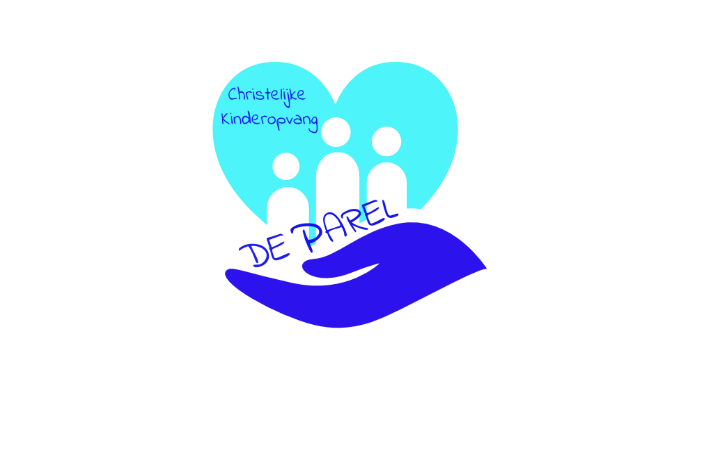 Christelijke
Kinderopvang
DE PAREL